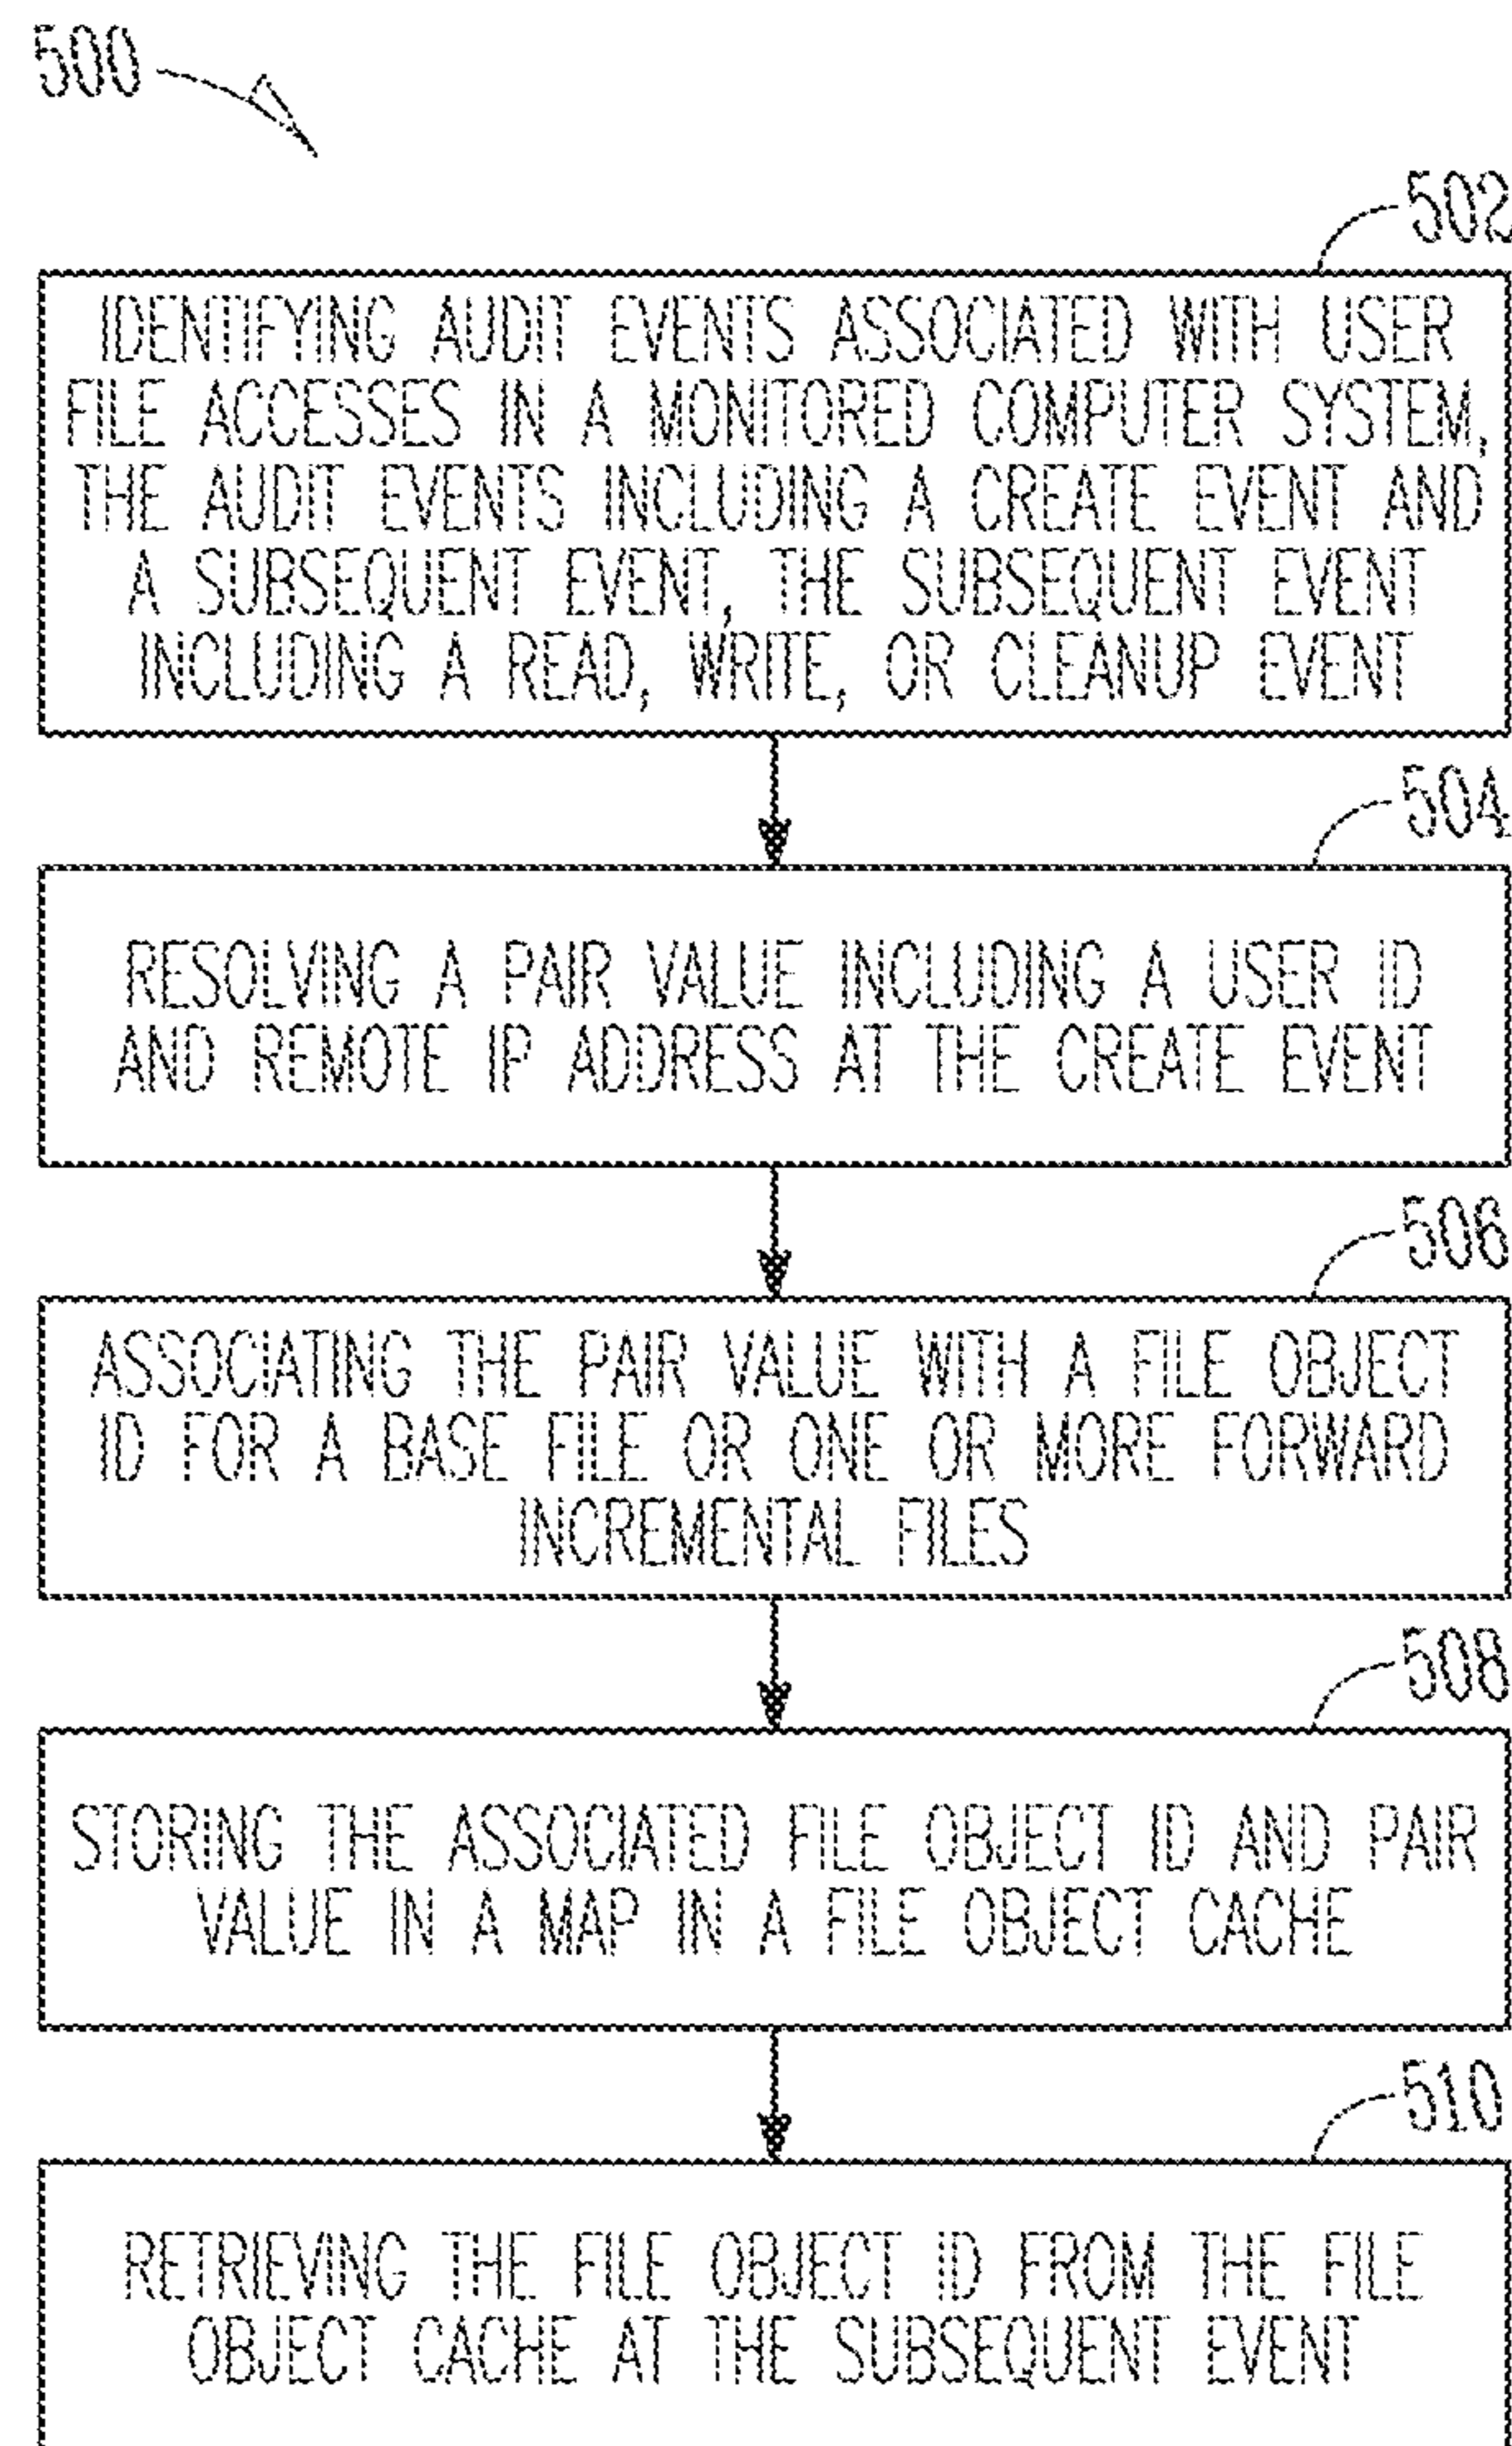 500
502
IDENTIFYING AUDIT EVENTS ASSOCIATED WITH USER
FILE ACCESSES IN A MONITORED COMPUTER SYSTEM,
THE AUDIT EVENTS INCLUDING A CREATE EVENT AND
A SUBSEQUENT EVENT, THE SUBSEQUENT EVENT
INCLUDING A READ, WRITE, OR CLEANUP EVENT
504
RESOLVING A PAIR VALUE INCLUDING A USER ID
AND REMOTE IP ADDRESS AT THE CREATE EVENT
506
ASSOCIATING THE PAIR VALUE WITH A FILE OBJECT
ID FOR A BASE FILE OR ONE OR MORE FORWARD
INCREMENTAL FILES
508
STORING THE ASSOCIATED FILE OBJECT ID AND PAIR
VALUE IN A MAP IN A FILE OBJECT CACHE
510
RETRIEVING THE FILE OBJECT ID FROM THE FILE
OBJECT CACHE AT THE SUBSEQUENT EVENT